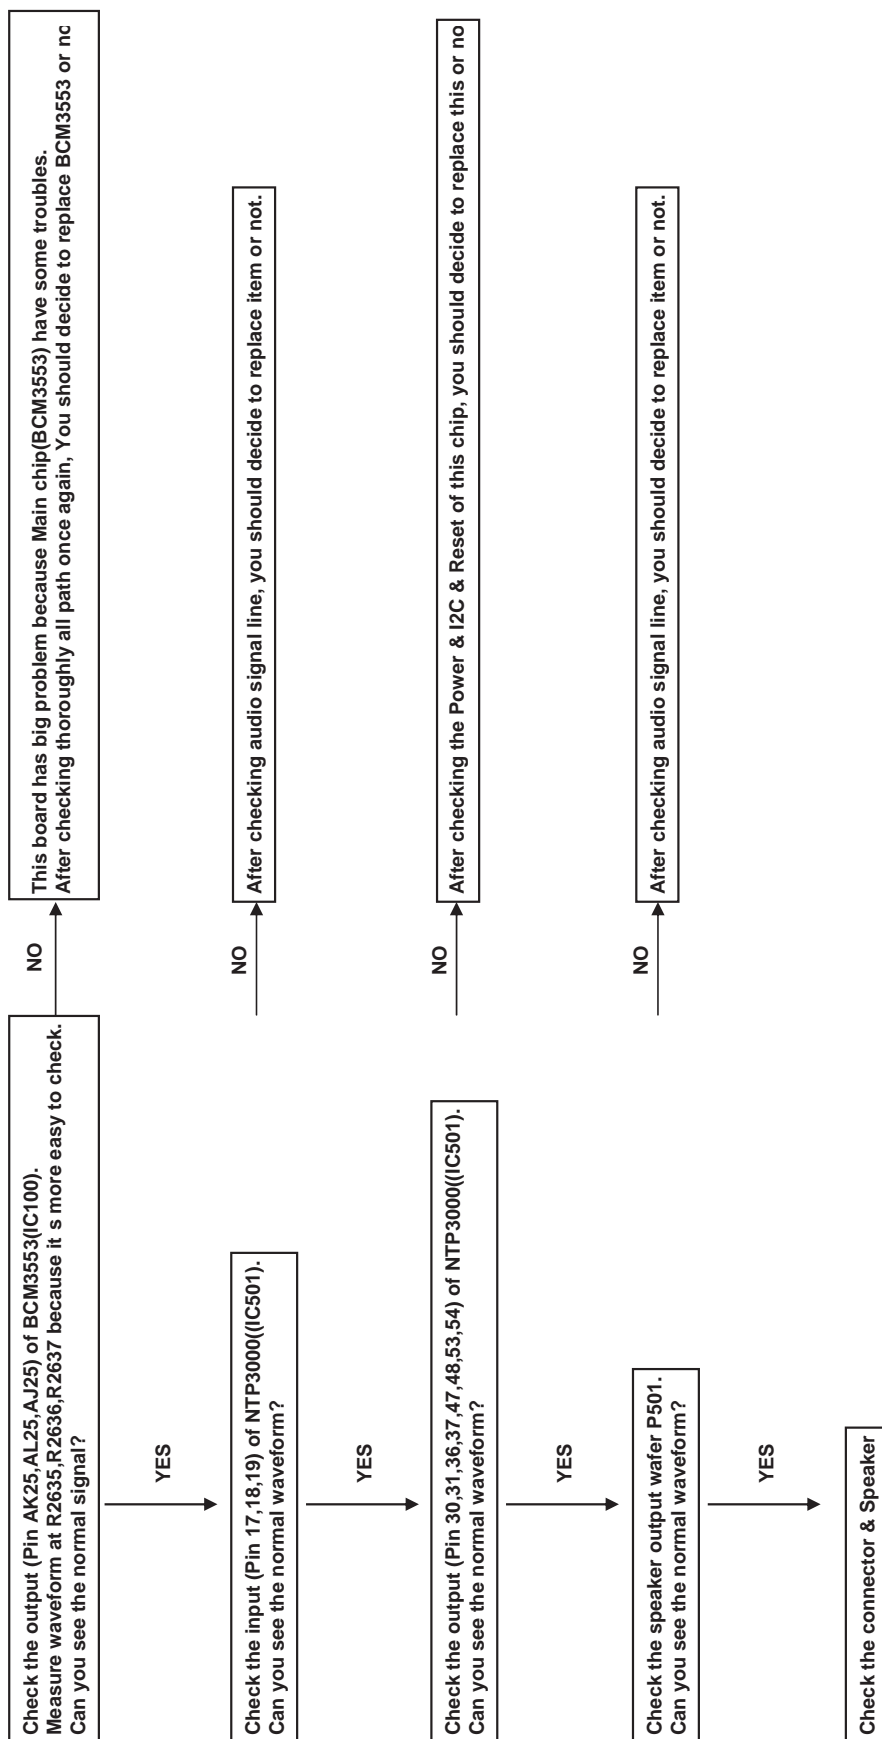 Check the output (Pin AK25,AL25,AJ25) of BCM3553(IC100).
Measure waveform at R2635,R2636,R2637 because it s more easy to check.
Can you see the normal signal?
NO
This board has big problem because Main chip(BCM3553) have some troubles.
After checking thoroughly all path once again, You should decide to replace BCM3553 or no
YES
Check the input (Pin 17,18,19) of NTP3000((IC501).
Can you see the normal waveform?
NO
After checking audio signal line, you should decide to replace item or not.
YES
Check the output (Pin 30,31,36,37,47,48,53,54) of NTP3000((IC501).
Can you see the normal waveform?
NO
After checking the Power & I2C & Reset of this chip, you should decide to replace this or no
YES
Check the speaker output wafer P501.
Can you see the normal waveform?
NO
After checking audio signal line, you should decide to replace item or not.
YES
Check the connector & Speaker